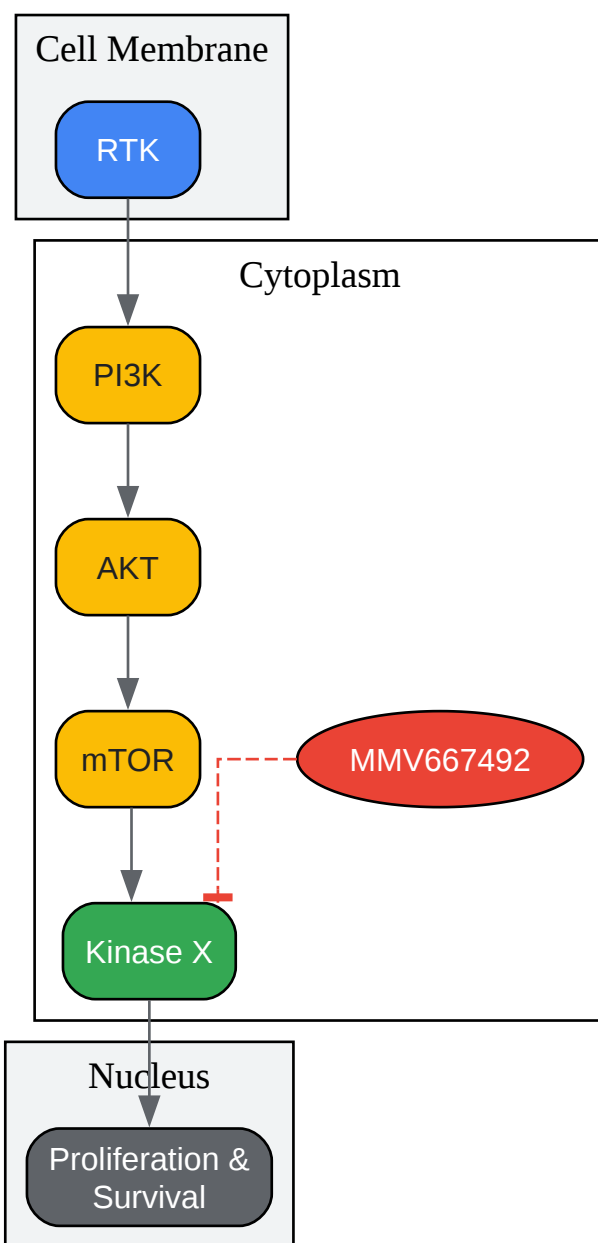 Cell Membrane
RTK
Cytoplasm
PI3K
AKT
mTOR
MMV667492
Kinase X
Nucleus
Proliferation &
Survival